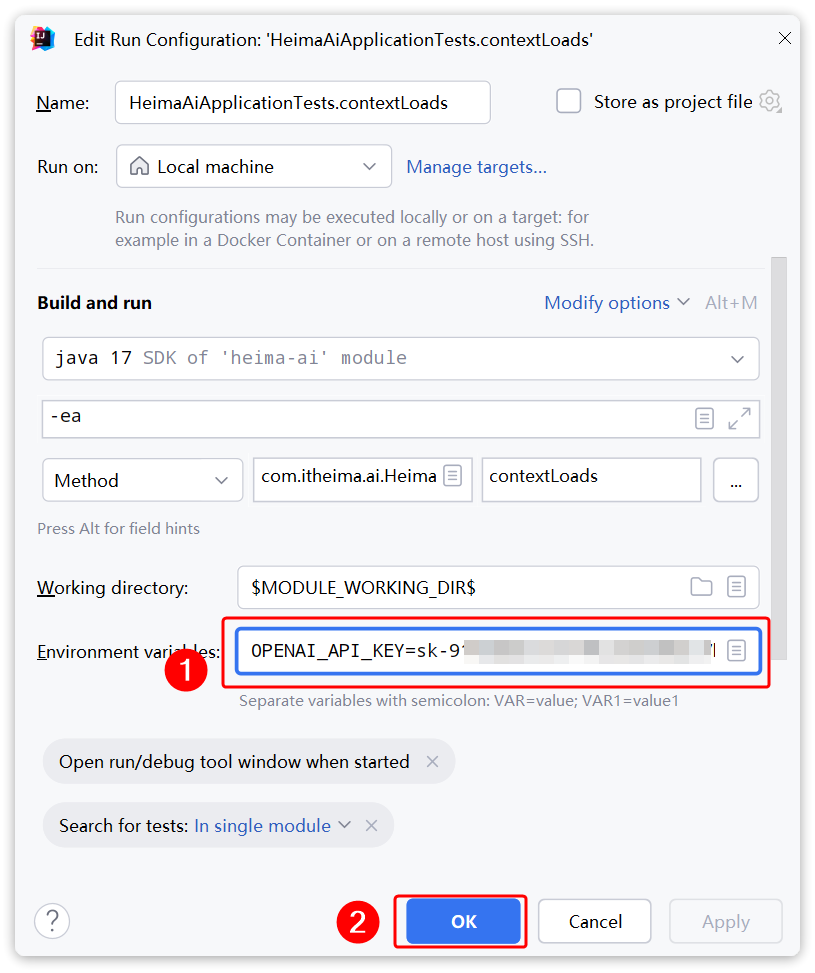 Edit Run Configuration: 'HeimaAiApplicationTests.contextLoads'
Name: HeimaAiApplicationTests.contextLoads Store as project file
Run on: Local machine Manage targets...
Run configurations may be executed locally or on a target: for
example in a Docker Container or on a remote host using SSH.
Build and run Modify options Alt+M
java 17 SDK of 'heima-ai' module
-ea
Method com.itheima.ai.Heima contextLoads ...
Press Alt for field hints
Working directory: $MODULE_WORKING_DIR$
Environment variables: OPENAI_API_KEY=sk-9
1
Separate variables with semicolon: VAR=value; VAR1=value1
Open run/debug tool window when started
Search for tests: In single module
? 2 OK Cancel Apply